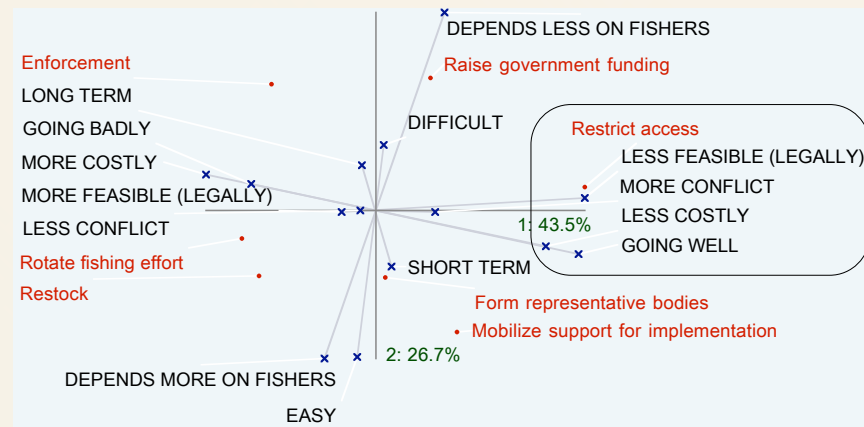 DEPENDS LESS ON FISHERS
Enforcement
Raise government funding
LONG TERM
GOING BADLY
DIFFICULT
Restrict access
MORE COSTLY
LESS FEASIBLE (LEGALLY)
MORE FEASIBLE (LEGALLY)
MORE CONFLICT
LESS CONFLICT
1: 43.5%
LESS COSTLY
GOING WELL
Rotate fishing effort
SHORT TERM
Restock
Form representative bodies
Mobilize support for implementation
2: 26.7%
DEPENDS MORE ON FISHERS
EASY